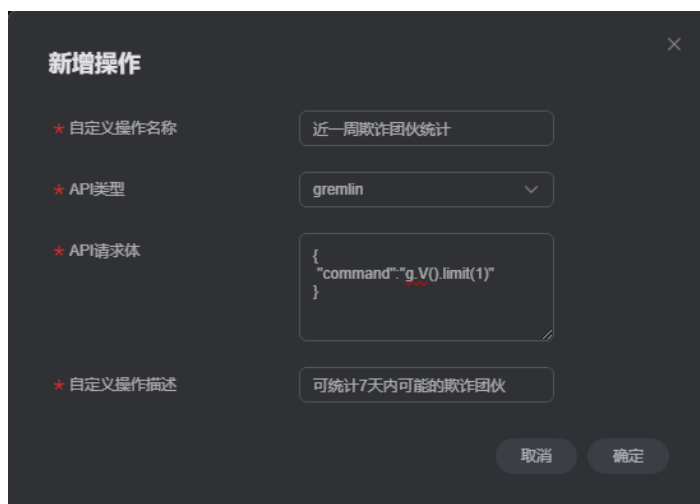 新增操作
* 自定义操作名称 近一周欺诈团伙统计
* API类型 gremlin
* API请求体 {
"command":"g.V().limit(1)"
}
* 自定义操作描述 可统计7天内可能的欺诈团伙
取消 确定